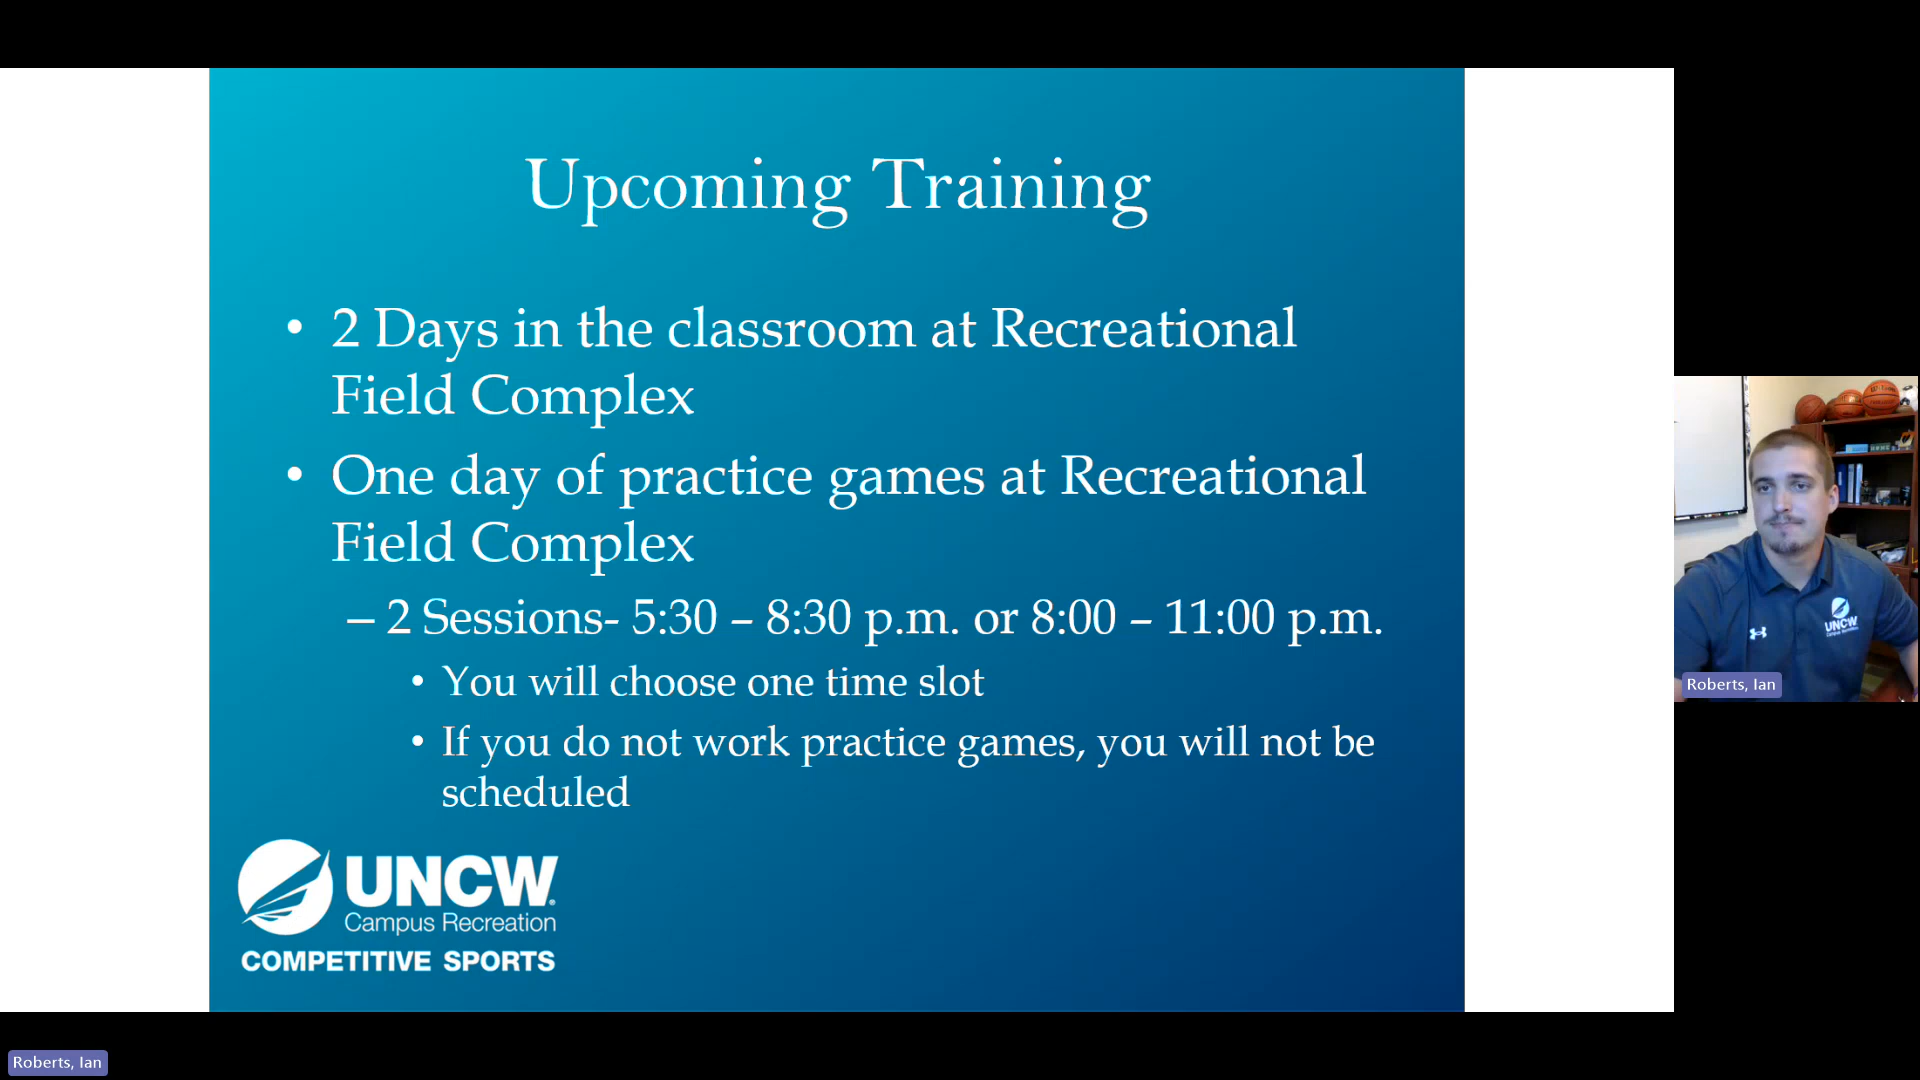 Upcoming Training
• 2 Days in the classroom at Recreational
Field Complex
• One day of practice games at Recreational
Field Complex
– 2 Sessions- 5:30 – 8:30 p.m. or 8:00 – 11:00 p.m.
• You will choose one time slot
• If you do not work practice games, you will not be
scheduled
UNCW
Campus Recreation
COMPETITIVE SPORTS
UNCW
Campus Recreation
Roberts, Ian
Roberts, Ian